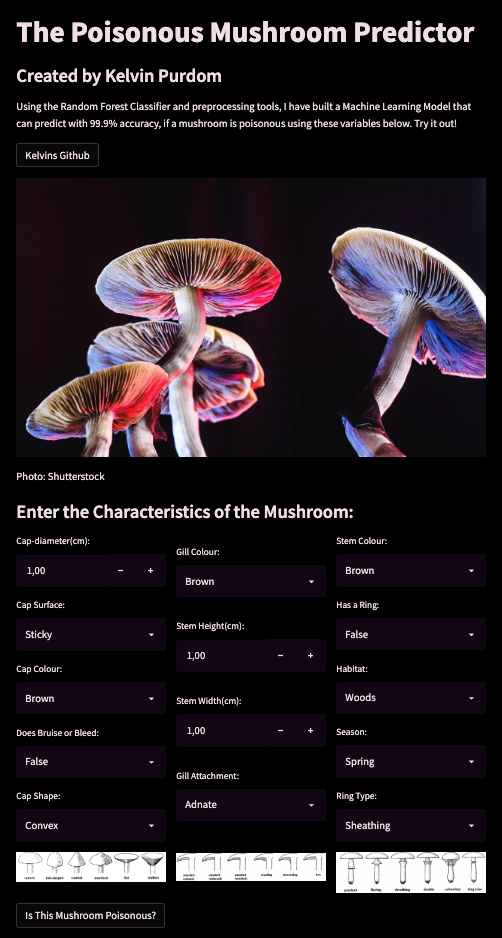 The Poisonous Mushroom Predictor
Created by Kelvin Purdom
Using the Random Forest Classifier and preprocessing tools, I have built a Machine Learning Model that
can predict with 99.9% accuracy, if a mushroom is poisonous using these variables below. Try it out!
Kelvins Github
Photo: Shutterstock
Enter the Characteristics of the Mushroom:
Cap-diameter(cm):
1,00
− +
Cap Surface:
Sticky
Cap Colour:
Brown
Does Bruise or Bleed:
False
Cap Shape:
Convex
Gill Colour:
Brown
Stem Height(cm):
1,00
− +
Stem Width(cm):
1,00
− +
Gill Attachment:
Adnate
Stem Colour:
Brown
Has a Ring:
False
Habitat:
Woods
Season:
Spring
Ring Type:
Sheathing
Is This Mushroom Poisonous?